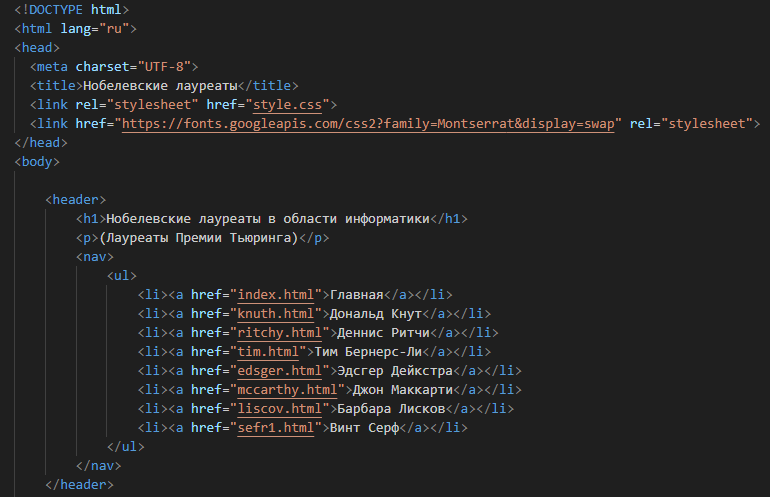 <!DOCTYPE html>
<html lang="ru">
<head>
<meta charset="UTF-8">
<title>Нобелевские лауреаты</title>
<link rel="stylesheet" href="style.css">
<link href="https://fonts.googleapis.com/css2?family=Montserrat&display=swap" rel="stylesheet">
</head>
<body>
<header>
<h1>Нобелевские лауреаты в области информатики</h1>
<p>(Лауреаты Премии Тьюринга)</p>
<nav>
<ul>
<li><a href="index.html">Главная</a></li>
<li><a href="knuth.html">Дональд Кнут</a></li>
<li><a href="ritchy.html">Деннис Ритчи</a></li>
<li><a href="tim.html">Тим Бернерс-Ли</a></li>
<li><a href="edsger.html">Эдсгер Дейкстра</a></li>
<li><a href="mccarthy.html">Джон Маккарти</a></li>
<li><a href="liscov.html">Барбара Лисков</a></li>
<li><a href="sefr1.html">Винт Серф</a></li>
</ul>
</nav>
</header>